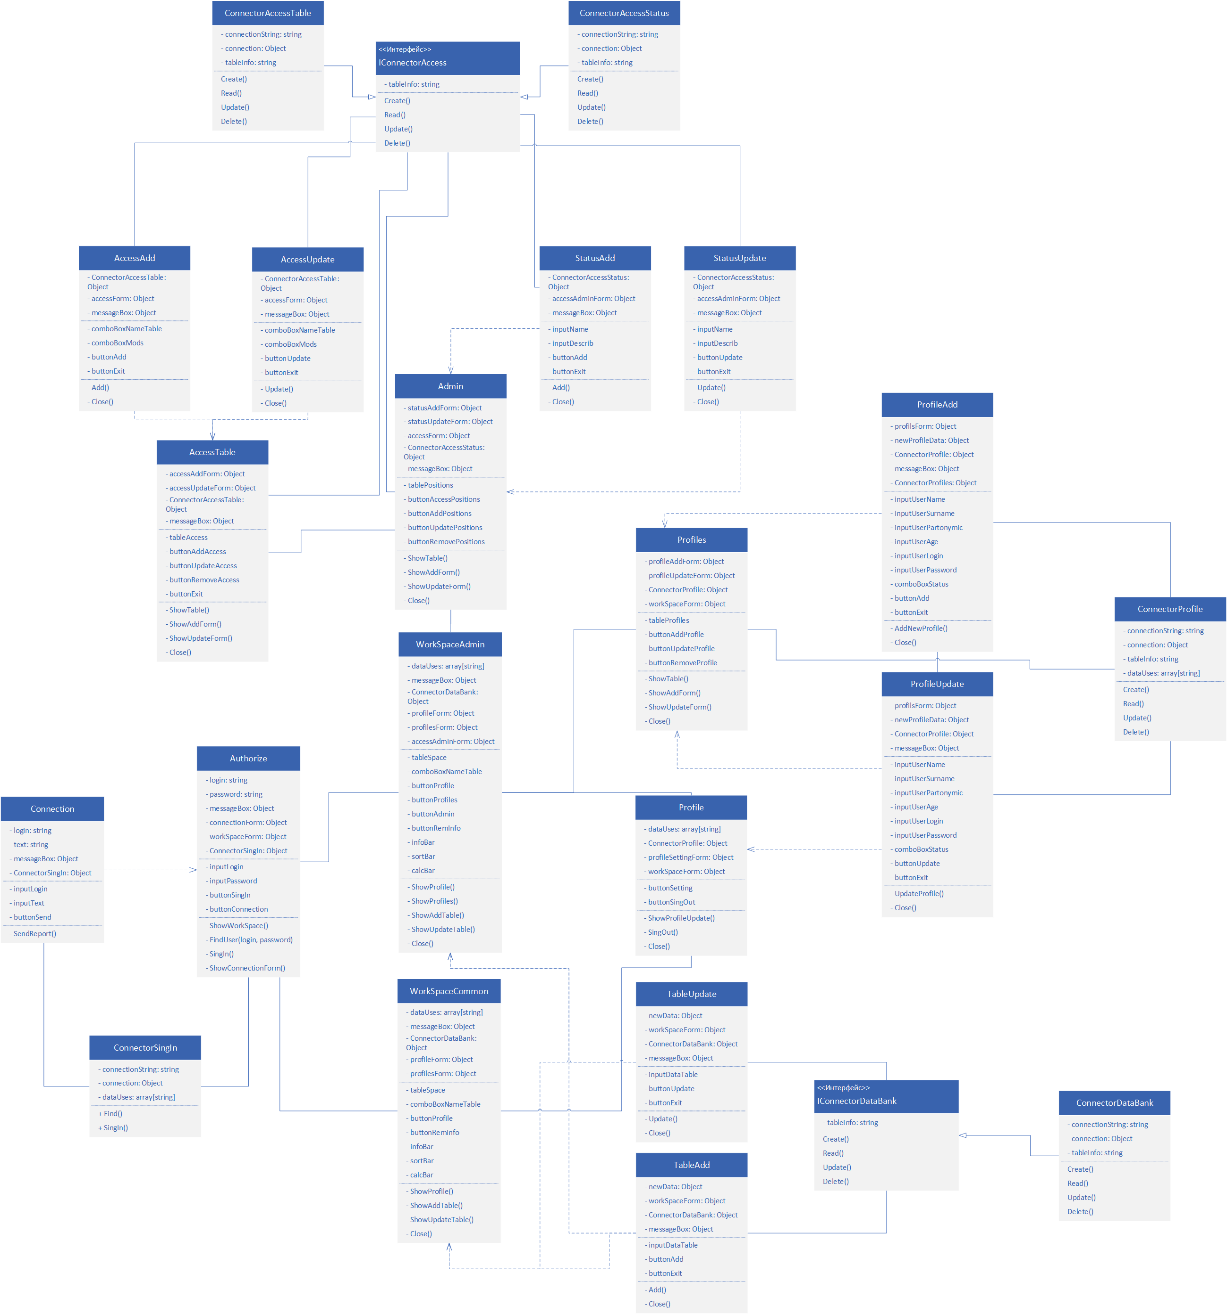 ConnectorAccessTable
- connectionString: string
- connection: Object
- tableInfo: string
Create()
Read()
Update()
Delete()
<<Интерфейс>>
IConnectorAccess
- tableInfo: string
Create()
Read()
Update()
Delete()
ConnectorAccessStatus
- connectionString: string
- connection: Object
- tableInfo: string
Create()
Read()
Update()
Delete()
AccessAdd
- ConnectorAccessTable:
Object
accessForm: Object
messageBox: Object
- comboBoxNameTable
- comboBoxMods
- buttonAdd
- buttonExit
Add()
- Close()
AccessUpdate
- ConnectorAccessTable:
Object
- accessForm: Object
- messageBox: Object
- comboBoxNameTable
- comboBoxMods
- buttonUpdate
- buttonExit
- Update()
- Close()
StatusAdd
- ConnectorAccessStatus:
Object
accessAdminForm: Object
messageBox: Object
- inputName
- inputDescrib
- buttonAdd
buttonExit
Add()
- Close()
StatusUpdate
- ConnectorAccessStatus:
Object
accessAdminForm: Object
messageBox: Object
- inputName
- inputDescrib
- buttonUpdate
buttonExit
Update()
- Close()
Admin
- statusAddForm: Object
- statusUpdateForm: Object
accessForm: Object
- ConnectorAccessStatus:
Object
messageBox: Object
- tablePositions
- buttonAccessPositions
- buttonAddPositions
- buttonUpdatePositions
buttonRemovePositions
- ShowTable()
- ShowAddForm()
- ShowUpdateForm()
Close()
AccessTable
- accessAddForm: Object
- accessUpdateForm: Object
- ConnectorAccessTable:
Object
- messageBox: Object
- tableAccess
buttonAddAccess
- buttonUpdateAccess
- buttonRemoveAccess
- buttonExit
- ShowTable()
- ShowAddForm()
- ShowUpdateForm()
- Close()
ProfileAdd
- profilsForm: Object
- newProfileData: Object
- ConnectorProfile: Object
messageBox: Object
- ConnectorProfiles: Object
- inputUserName
- inputUserSurname
- inputUserPartonymic
- inputUserAge
- inputUserLogin
- inputUserPassword
- comboBoxStatus
- buttonAdd
- buttonExit
- AddNewProfile()
- Close()
Profiles
- profileAddForm: Object
profileUpdateForm: Object
ConnectorProfile: Object
- workSpaceForm: Object
- tableProfiles
- buttonAddProfile
buttonUpdateProfile
- buttonRemoveProfile
- ShowTable()
- ShowAddForm()
- ShowUpdateForm()
- Close()
ConnectorProfile
- connectionString: string
- connection: Object
- tableInfo: string
- dataUses: array[string]
Create()
Read()
Update()
Delete()
WorkSpaceAdmin
- dataUses: array[string]
- messageBox: Object
- ConnectorDataBank:
Object
- profileForm: Object
- profilesForm: Object
- accessAdminForm: Object
- tableSpace
comboBoxNameTable
- buttonProfile
- buttonProfiles
- buttonAdmin
- buttonRemInfo
- infoBar
- sortBar
- calcBar
- ShowProfile()
- ShowProfiles()
- ShowAddTable()
- ShowUpdateTable()
Close()
ProfileUpdate
profilsForm: Object
- newProfileData: Object
- ConnectorProfile: Object
- messageBox: Object
inputUserName
- inputUserSurname
- inputUserPartonymic
- inputUserAge
- inputUserLogin
- inputUserPassword
- comboBoxStatus
buttonUpdate
buttonExit
UpdateProfile()
- Close()
Authorize
- login: string
- password: string
- messageBox: Object
- connectionForm: Object
workSpaceForm: Object
- ConnectorSingIn: Object
- inputLogin
- inputPassword
- buttonSingIn
- buttonConnection
ShowWorkSpace()
- FindUser(login, password)
- SingIn()
- ShowConnectionForm()
Connection
- login: string
text: string
- messageBox: Object
- ConnectorSingIn: Object
- inputLogin
- inputText
- buttonSend
SendReport()
Profile
- dataUses: array[string]
- ConnectorProfile: Object
- profileSettingForm: Object
- workSpaceForm: Object
- buttonSetting
- buttonSingOut
- ShowProfileUpdate()
SingOut()
- Close()
ConnectorSingIn
- connectionString: string
- connection: Object
- dataUses: array[string]
+ Find()
+ SingIn()
WorkSpaceCommon
- dataUses: array[string]
- messageBox: Object
- ConnectorDataBank:
Object
- profileForm: Object
profilesForm: Object
- tableSpace
- comboBoxNameTable
- buttonProfile
- buttonRemInfo
infoBar
- sortBar
- calcBar
- ShowProfile()
- ShowAddTable()
ShowUpdateTable()
- Close()
TableUpdate
newData: Object
- workSpaceForm: Object
- ConnectorDataBank: Object
- messageBox: Object
inputDataTable
buttonUpdate
- buttonExit
- Update()
- Close()
TableAdd
newData: Object
- workSpaceForm: Object
- ConnectorDataBank: Object
- messageBox: Object
- inputDataTable
- buttonAdd
- buttonExit
- Add()
- Close()
<<Интерфейс>>
IConnectorDataBank
tableInfo: string
Create()
Read()
Update()
Delete()
ConnectorDataBank
- connectionString: string
connection: Object
- tableInfo: string
Create()
Read()
Update()
Delete()